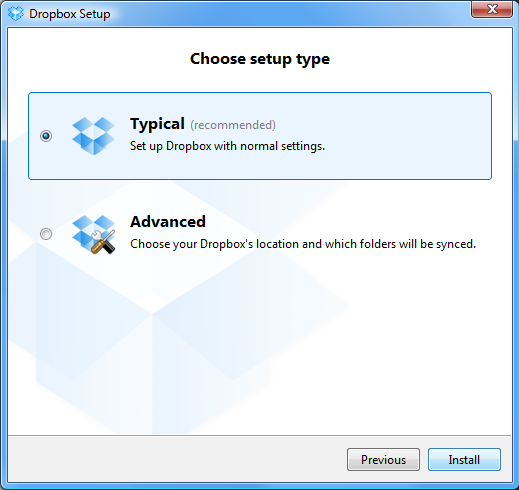 Dropbox Setup
Choose setup type
Typical (recommended)
Set up Dropbox with normal settings.
Advanced
Choose your Dropbox's location and which folders will be synced.
Previous Install